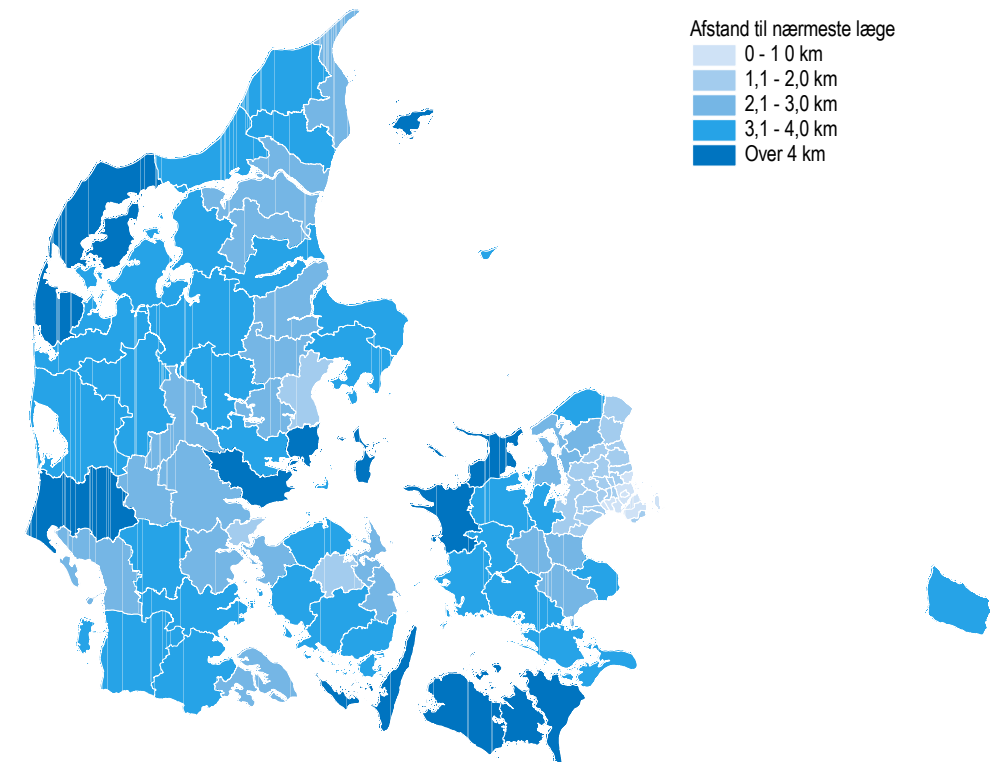 Afstand til nærmeste læge
0 - 1 0 km
1,1 - 2,0 km
2,1 - 3,0 km
3,1 - 4,0 km
Over 4 km